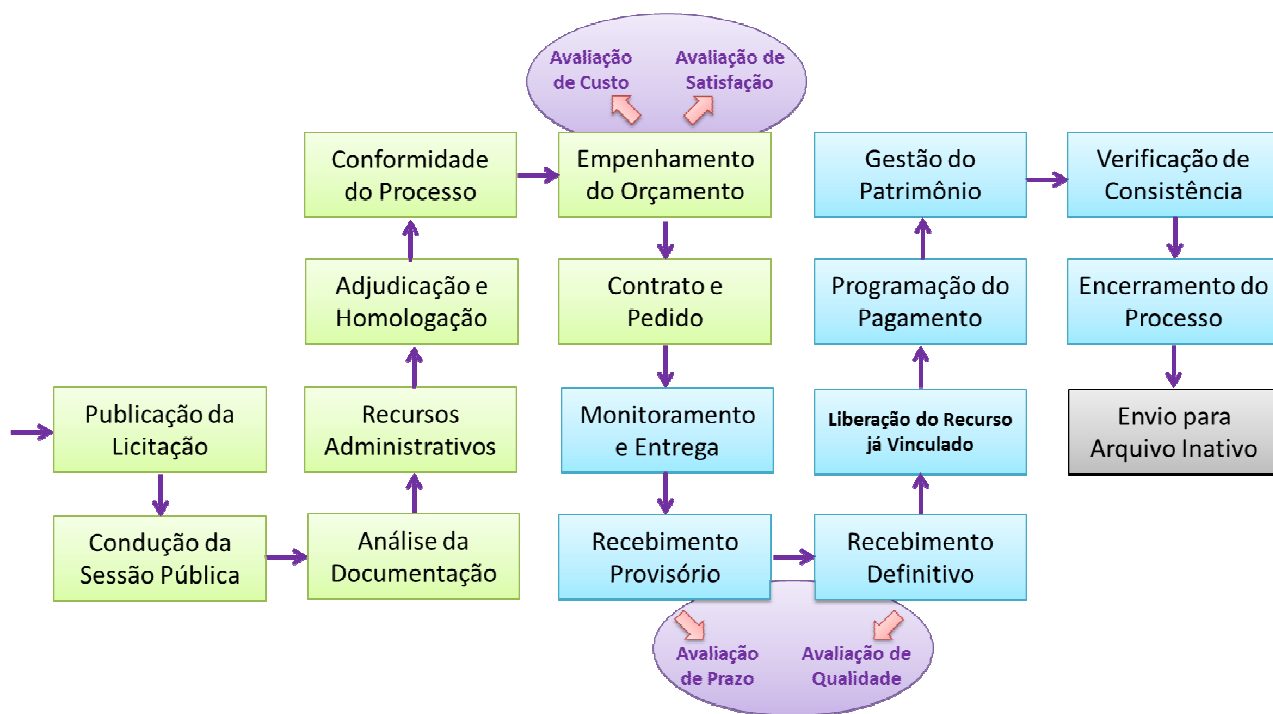 Publicação da
Licitação
Condução da
Sessão Pública
Análise da
Documentação
Recursos
Administrativos
Adjudicação e
Homologação
Conformidade
do Processo
Empenhamento
do Orçamento
Avaliação
de Custo
Avaliação de
Satisfação
Contrato e
Pedido
Monitoramento
e Entrega
Recebimento
Provisório
Avaliação
de Prazo
Recebimento
Definitivo
Avaliação de
Qualidade
Liberação do Recurso
já Vinculado
Programação do
Pagamento
Gestão do
Patrimônio
Verificação de
Consistência
Encerramento do
Processo
Envio para
Arquivo Inativo